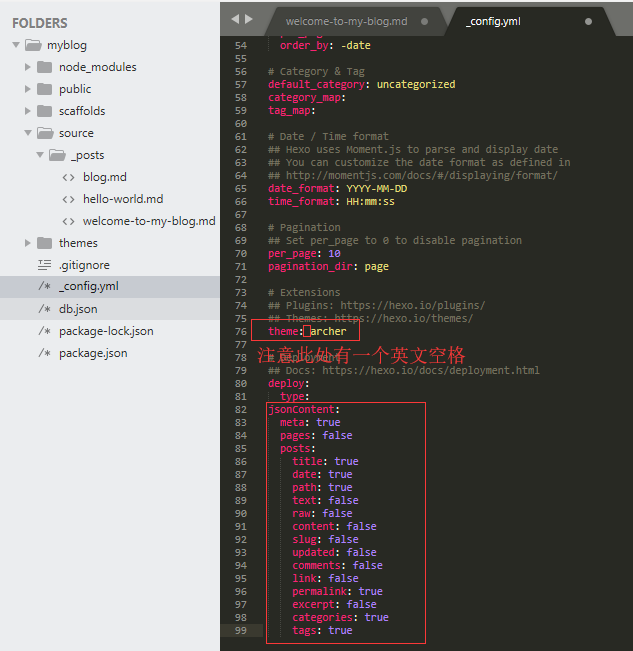 FOLDERS
myblog
node_modules
public
scaffolds
source
_posts
blog.md
hello-world.md
welcome-to-my-blog.md
themes
.gitignore
_config.yml
db.json
package-lock.json
package.json
welcome-to-my-blog.md
_config.yml
54 order_by: -date
55
56 # Category & Tag
57 default_category: uncategorized
58 category_map:
59 tag_map:
60
61 # Date / Time format
62 ## Hexo uses Moment.js to parse and display date
63 ## You can customize the date format as defined in
64 ## http://momentjs.com/docs/#/displaying/format/
65 date_format: YYYY-MM-DD
66 time_format: HH:mm:ss
67
68 # Pagination
69 ## Set per_page to 0 to disable pagination
70 per_page: 10
71 pagination_dir: page
72
73 # Extensions
74 ## Plugins: https://hexo.io/plugins/
75 ## Themes: https://hexo.io/themes/
76 theme: archer
77
注意此处有一个英文空格
78 # Deployment
79 ## Docs: https://hexo.io/docs/deployment.html
80 deploy:
81 type:
82 jsonContent:
83 meta: true
84 pages: false
85 posts:
86 title: true
87 date: true
88 path: true
89 text: false
90 raw: false
91 content: false
92 slug: false
93 updated: false
94 comments: false
95 link: false
96 permalink: true
97 excerpt: false
98 categories: true
99 tags: true